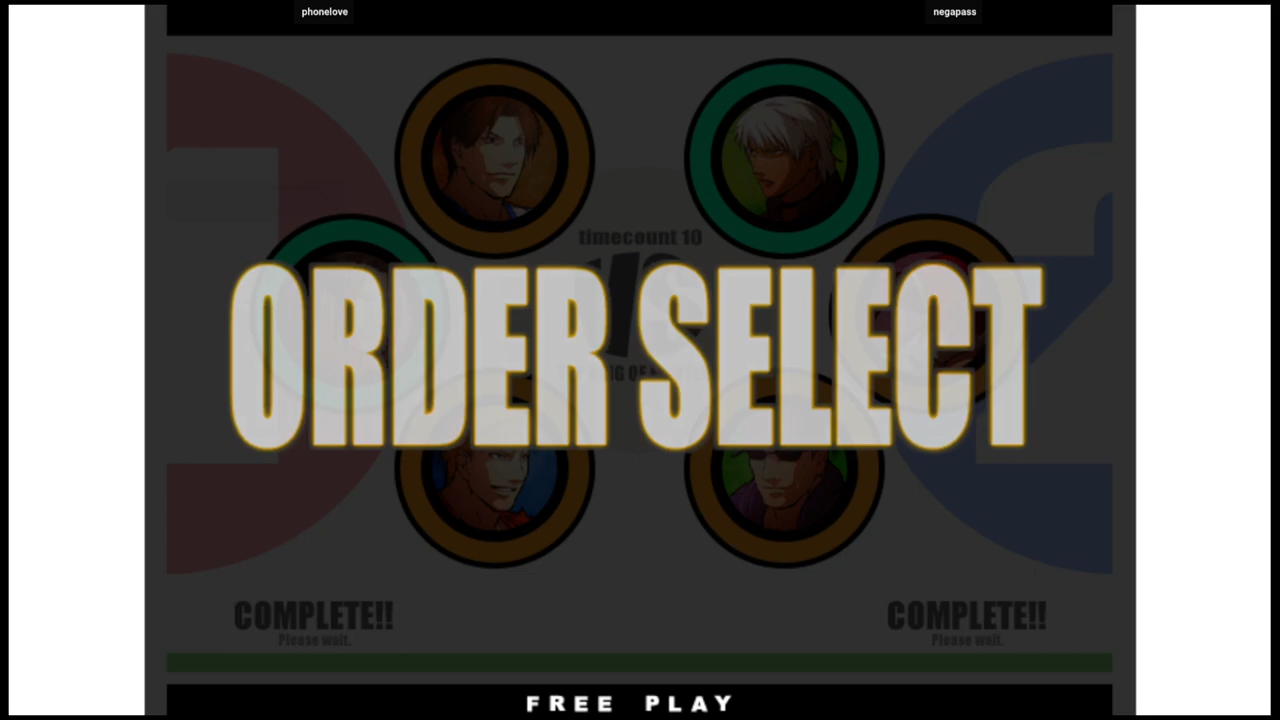 phonelove
negapass
timecount 10
ORDER SELECT
COMPLETE!!
Please wait.
COMPLETE!!
Please wait.
FREE PLAY